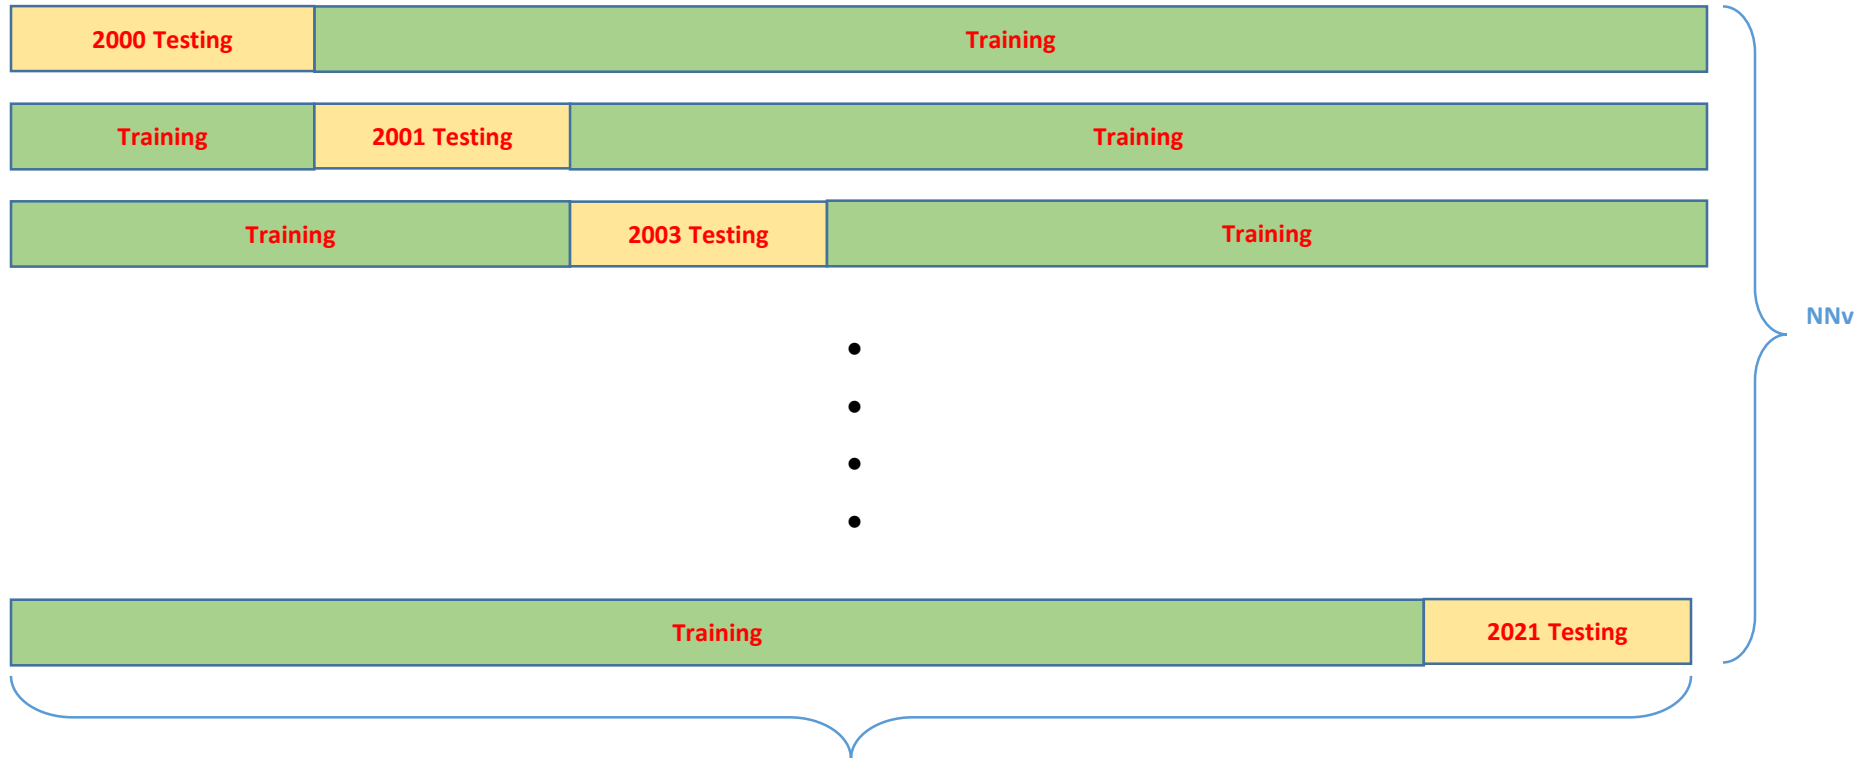 2000 Testing Training
Training 2001 Testing Training
Training 2003 Testing Training
NNv
Training 2021 Testing